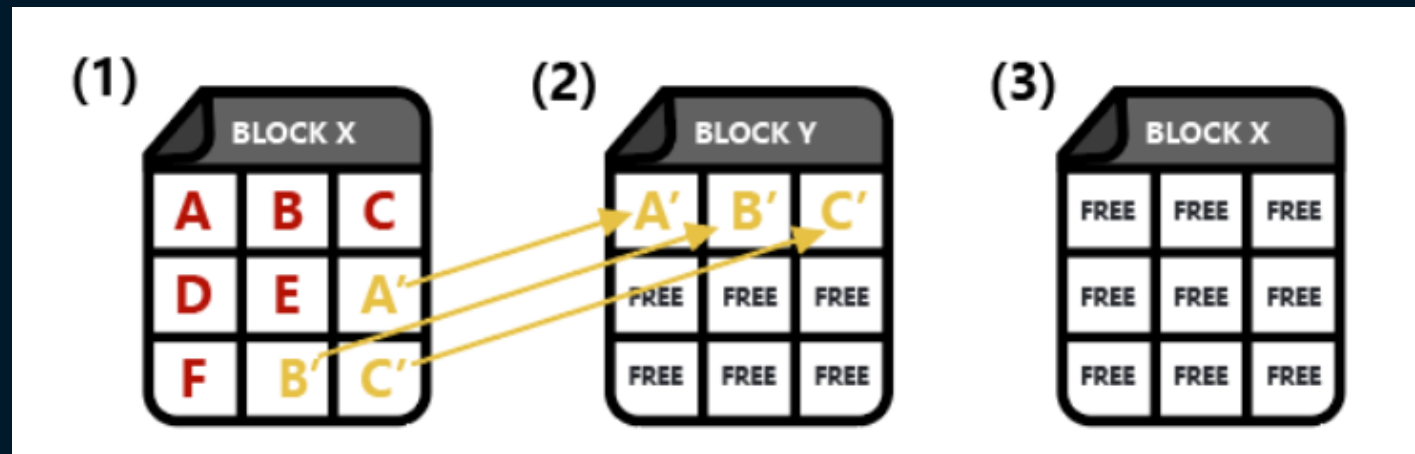 (1) (2) (3)
BLOCK X BLOCK Y BLOCK X
A B C A’ B’ C’ FREE FREE FREE
D E A’ FREE FREE FREE FREE FREE FREE
F B’ C’ FREE FREE FREE FREE FREE FREE